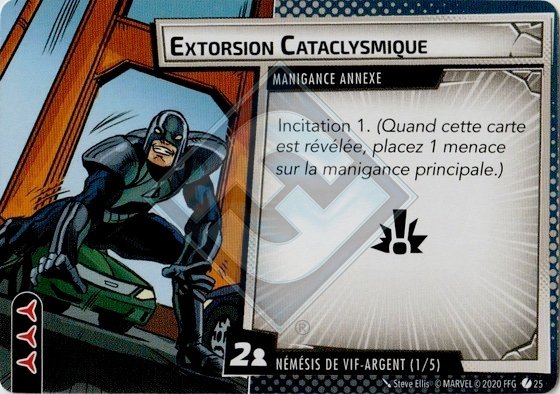 Extorsion Cataclysmique
MANIGANCE ANNEXE
Incitation 1. (Quand cette carte
est révélée, placez 1 menace
sur la manigance principale.)
®
2
NÉMÉSIS DE VIF-ARGENT (1/5)
Steve Ellis © MARVEL © 2020 FFG 25